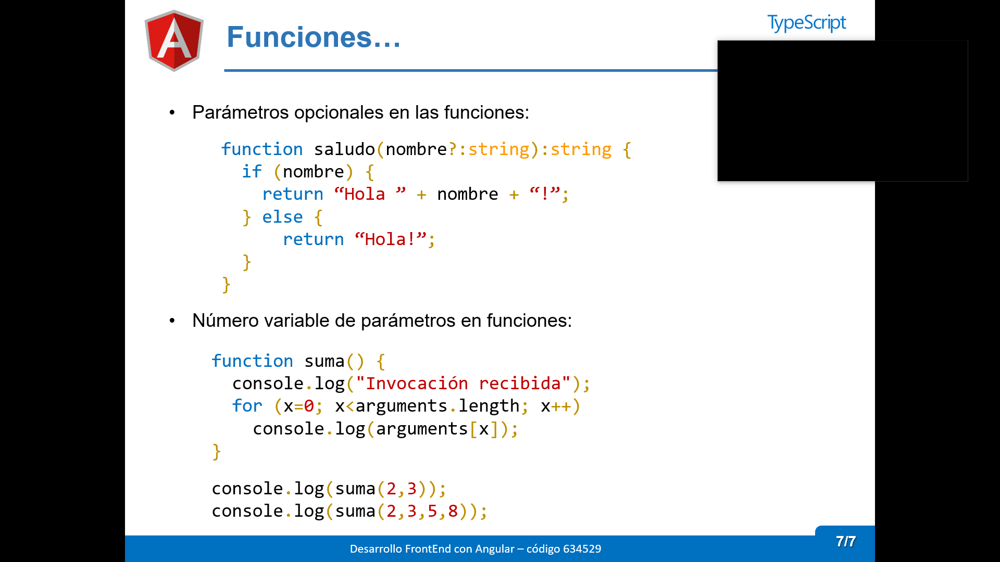 Funciones…
TypeScript
• Parámetros opcionales en las funciones:
function saludo(nombre?:string):string {
  if (nombre) {
    return “Hola ” + nombre + “!”;
  } else {
      return “Hola!”;
  }
}
• Número variable de parámetros en funciones:
function suma() {
  console.log("Invocación recibida");
  for (x=0; x<arguments.length; x++)
    console.log(arguments[x]);
}
console.log(suma(2,3));
console.log(suma(2,3,5,8));
Desarrollo FrontEnd con Angular – código 634529
7/7